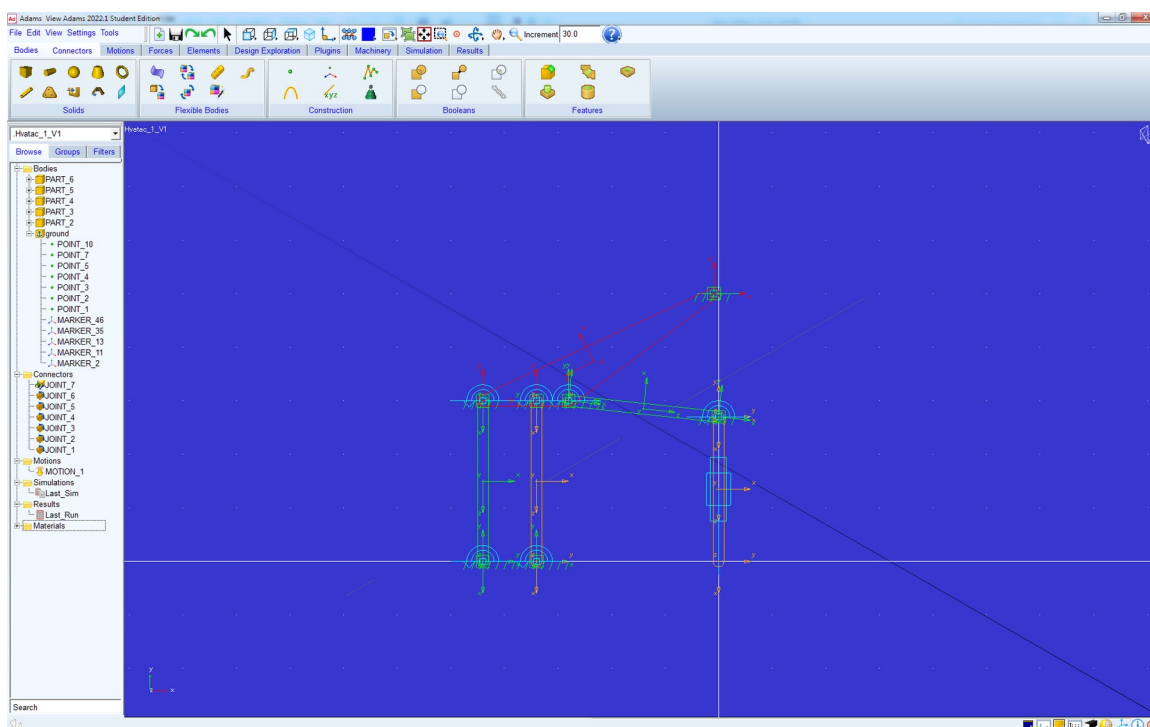 Ad Adams View Adams 2022.1 Student Edition
File Edit View Settings Tools
Increment 30.0
Bodies Connectors Motions Forces Elements Design Exploration Plugins Machinery Simulation Results
xyz
Solids Flexible Bodies Construction Booleans Features
.Hvatac_1_V1
Hvatac_1_V1
Browse Groups Filters
Bodies
PART_6
PART_5
PART_4
PART_3
PART_2
ground
POINT_10
POINT_7
POINT_5
POINT_4
POINT_3
POINT_2
POINT_1
MARKER_46
MARKER_35
MARKER_13
MARKER_11
MARKER_2
Connectors
JOINT_7
JOINT_6
JOINT_5
JOINT_4
JOINT_3
JOINT_2
JOINT_1
Motions
MOTION_1
Simulations
Last_Sim
Results
Last_Run
Materials
Search